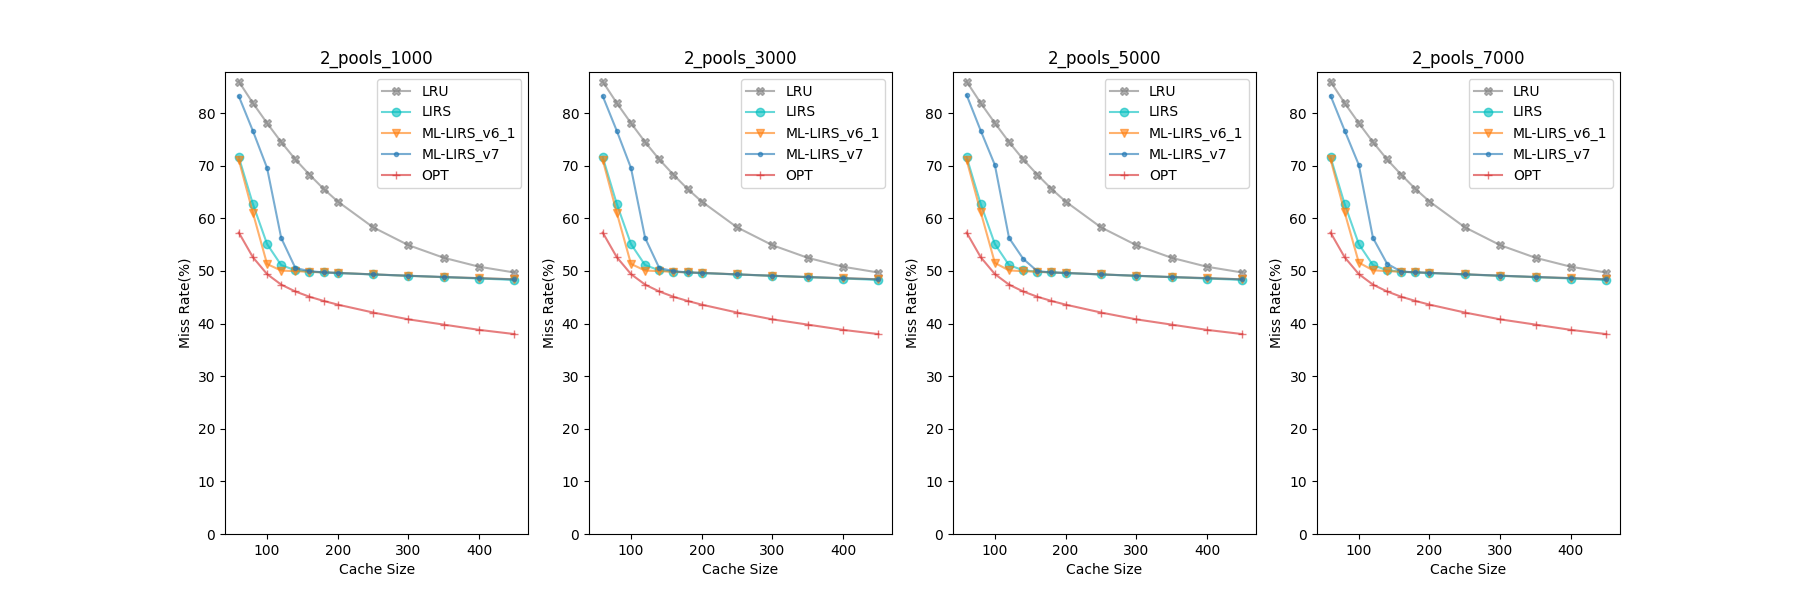 2_pools_1000
2_pools_3000
2_pools_5000
2_pools_7000
LRU
LIRS
ML-LIRS_v6_1
ML-LIRS_v7
OPT
LRU
LIRS
ML-LIRS_v6_1
ML-LIRS_v7
OPT
LRU
LIRS
ML-LIRS_v6_1
ML-LIRS_v7
OPT
LRU
LIRS
ML-LIRS_v6_1
ML-LIRS_v7
OPT
Miss Rate(%)
80
70
60
50
40
30
20
10
0
100 200 300 400
Cache Size
Miss Rate(%)
80
70
60
50
40
30
20
10
0
100 200 300 400
Cache Size
Miss Rate(%)
80
70
60
50
40
30
20
10
0
100 200 300 400
Cache Size
Miss Rate(%)
80
70
60
50
40
30
20
10
0
100 200 300 400
Cache Size